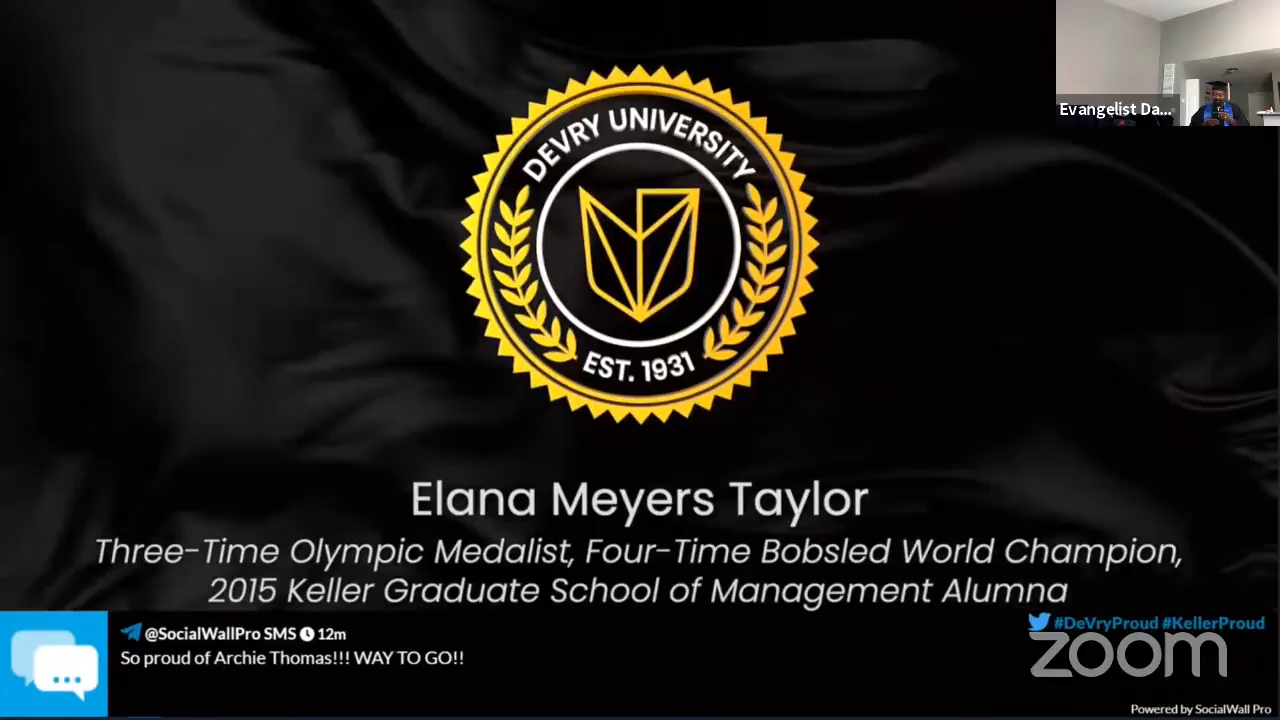 Evangelist Da...
DEVRY UNIVERSITY
EST. 1931
Elana Meyers Taylor
Three-Time Olympic Medalist, Four-Time Bobsled World Champion,
2015 Keller Graduate School of Management Alumna
@SocialWallPro SMS 12m
So proud of Archie Thomas!!! WAY TO GO!!
#DeVryProud #KellerProud
zoom
Powered by SocialWall Pro